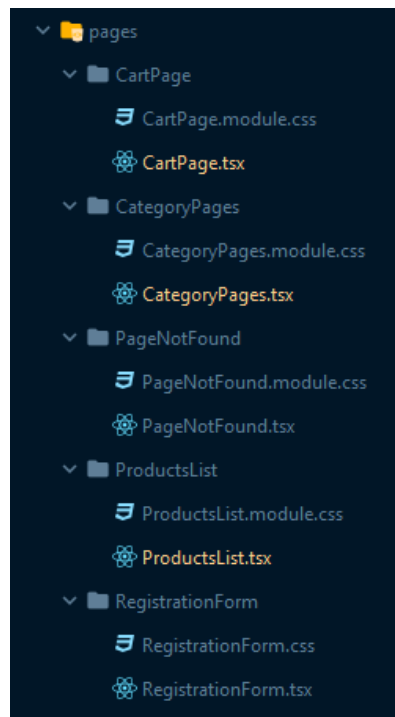 pages
CartPage
CartPage.module.css
CartPage.tsx
CategoryPages
CategoryPages.module.css
CategoryPages.tsx
PageNotFound
PageNotFound.module.css
PageNotFound.tsx
ProductsList
ProductsList.module.css
ProductsList.tsx
RegistrationForm
RegistrationForm.css
RegistrationForm.tsx